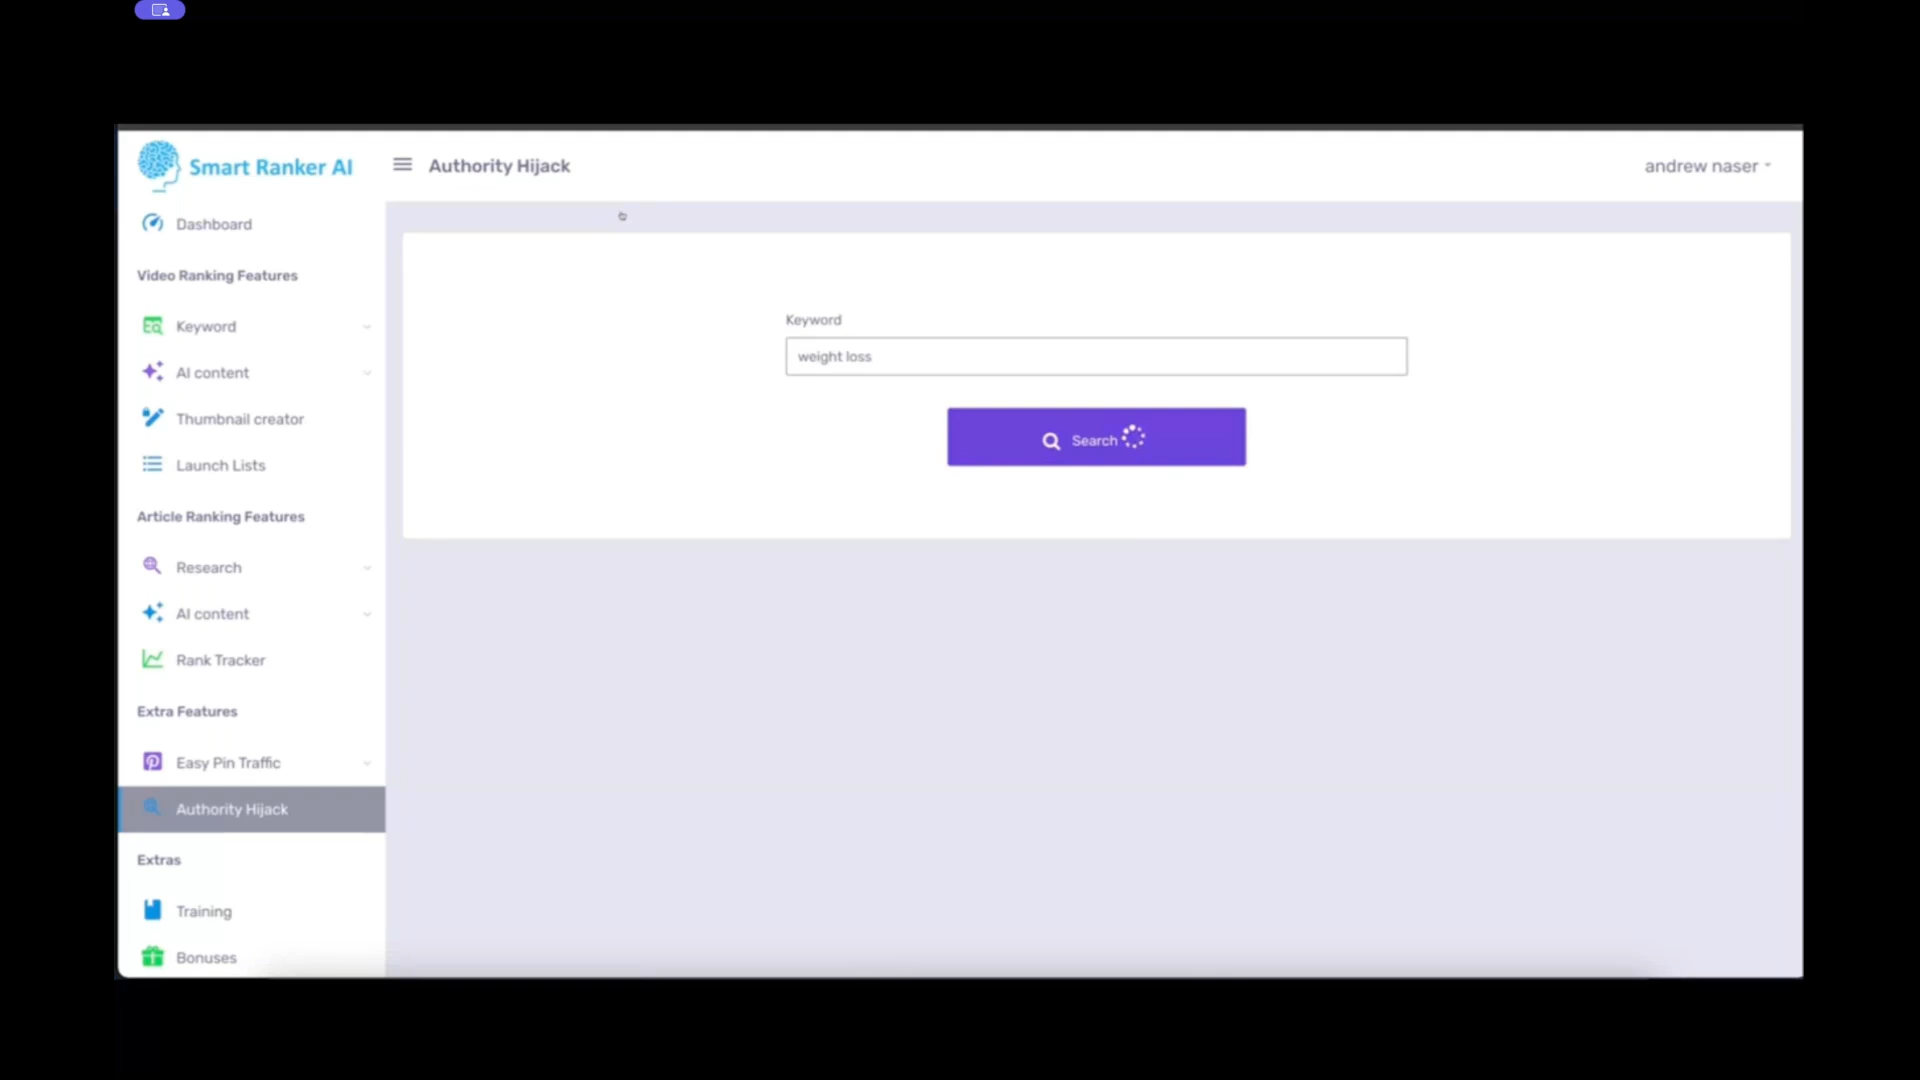 Smart Ranker AI
Authority Hijack
andrew naser
Dashboard
Video Ranking Features
Keyword
AI content
Thumbnail creator
Launch Lists
Article Ranking Features
Research
AI content
Rank Tracker
Extra Features
Easy Pin Traffic
Authority Hijack
Extras
Training
Bonuses
Keyword
weight loss
Search